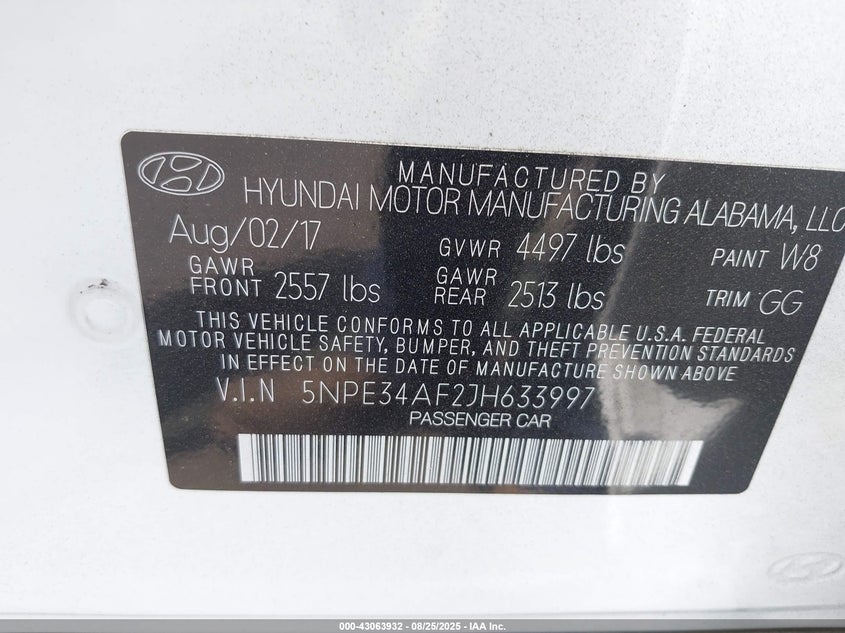 MANUFACTURED BY
HYUNDAI MOTOR MANUFACTURING ALABAMA, LLC
Aug/02/17 GVWR 4497 lbs PAINT W8
GAWR FRONT 2557 lbs GAWR REAR 2513 lbs TRIM GG
THIS VEHICLE CONFORMS TO ALL APPLICABLE U.S.A. FEDERAL
MOTOR VEHICLE SAFETY, BUMPER, AND THEFT PREVENTION STANDARDS
IN EFFECT ON THE DATE OF MANUFACTURE SHOWN ABOVE
V.I.N 5NPE34AF2JH633997
PASSENGER CAR
000-43063932 - 08/25/2025 - IAA Inc.